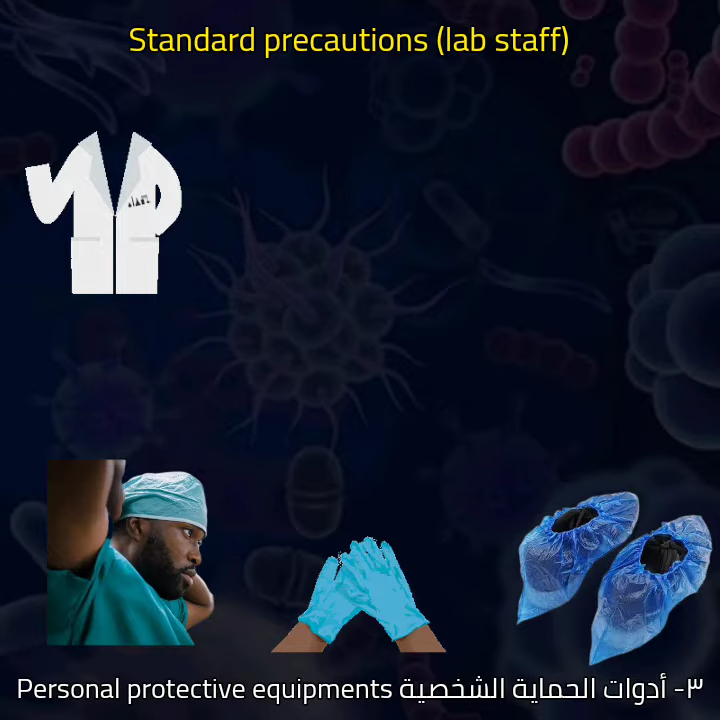 Standard precautions (lab staff)
٣- أدوات الحماية الشخصية Personal protective equipments